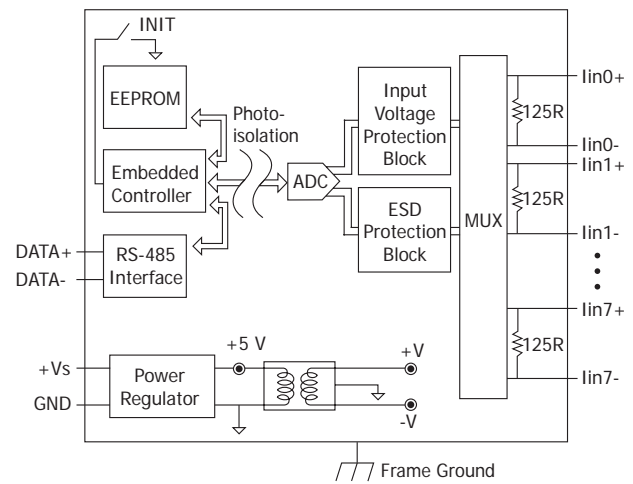 INIT
EEPROM
Photo-
isolation
Embedded
Controller
RS-485
Interface
DATA+
DATA-
ADC
Input
Voltage
Protection
Block
ESD
Protection
Block
MUX
Iin0+
125R
Iin0-
Iin1+
125R
Iin1-
Iin7+
125R
Iin7-
+Vs
GND
Power
Regulator
+5 V
+V
-V
Frame Ground